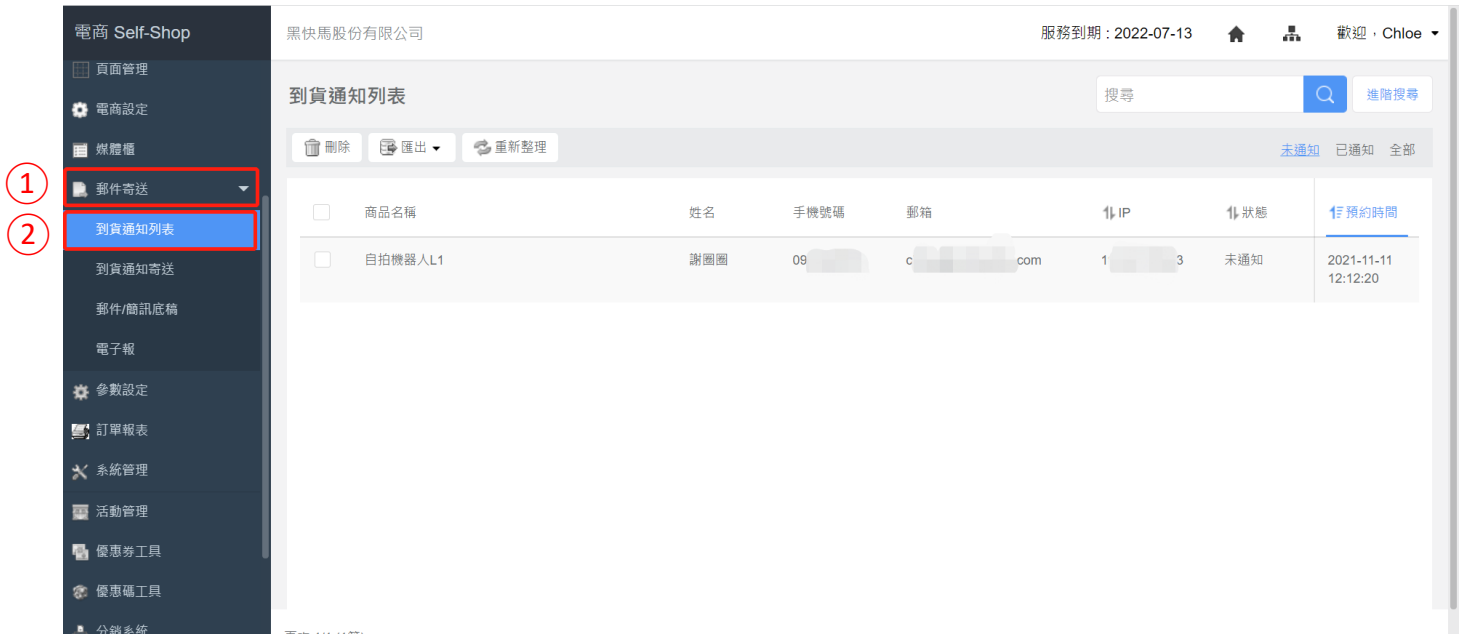 電商 Self-Shop
黑快馬股份有限公司
服務到期 : 2022-07-13
歡迎，Chloe
頁面管理
電商設定
媒體櫃
① 郵件寄送
② 到貨通知列表
到貨通知寄送
郵件/簡訊底稿
電子報
參數設定
訂單報表
系統管理
活動管理
優惠券工具
優惠碼工具
分銷系統
到貨通知列表
搜尋
進階搜尋
刪除 匯出 重新整理
未通知 已通知 全部
商品名稱 姓名 手機號碼 郵箱 IP 狀態 預約時間
自拍機器人L1 謝圈圈 09 c com 1 3 未通知 2021-11-11
12:12:20